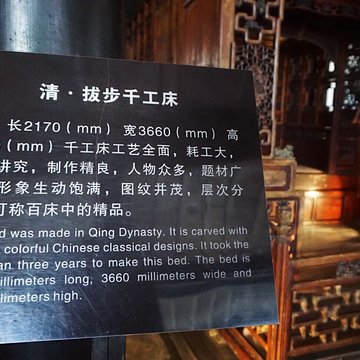 清·拔步千工床
长2170（mm） 宽3660（mm） 高
（mm）千工床工艺全面，耗工大，
讲究，制作精良，人物众多，题材广
形象生动饱满，图纹并茂，层次分
可称百床中的精品。
d was made in Qing Dynasty. It is carved with
colorful Chinese classical designs. It took the
an three years to make this bed. The bed is
illimeters long, 3660 millimeters wide and
limeters high.